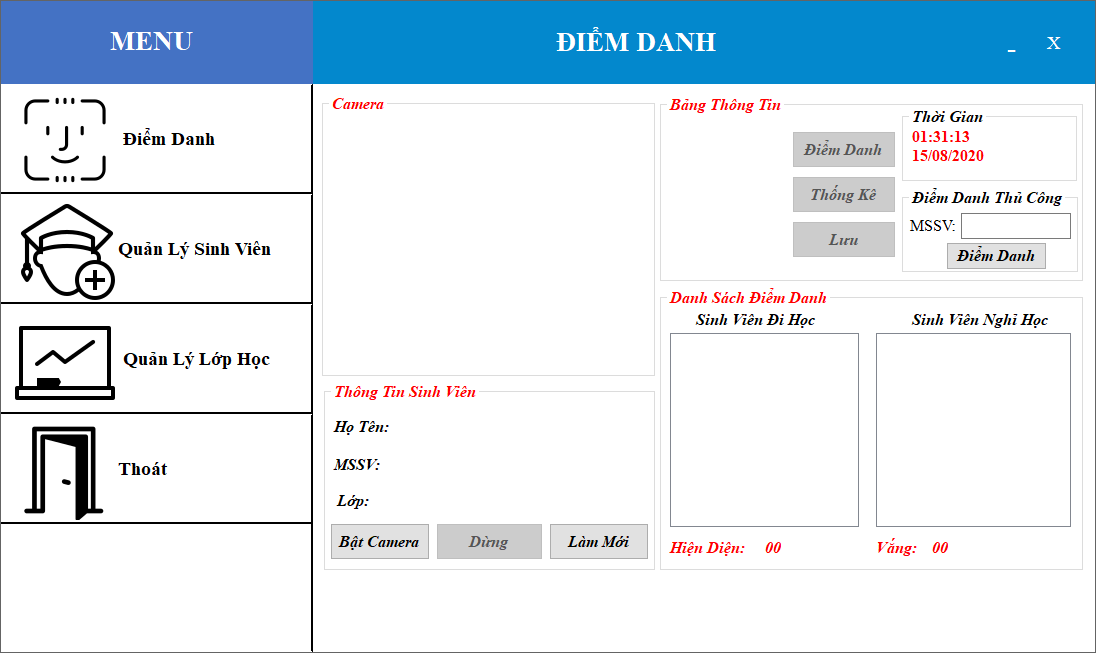 MENU
ĐIỂM DANH
_ X
Điểm Danh
Quản Lý Sinh Viên
Quản Lý Lớp Học
Thoát
Camera
Thông Tin Sinh Viên
Họ Tên:
MSSV:
Lớp:
Bật Camera
Dừng
Làm Mới
Bảng Thông Tin
Điểm Danh
Thống Kê
Lưu
Thời Gian
01:31:13
15/08/2020
Điểm Danh Thủ Công
MSSV:
Điểm Danh
Danh Sách Điểm Danh
Sinh Viên Đi Học
Sinh Viên Nghĩ Học
Hiện Diện: 00
Vắng: 00